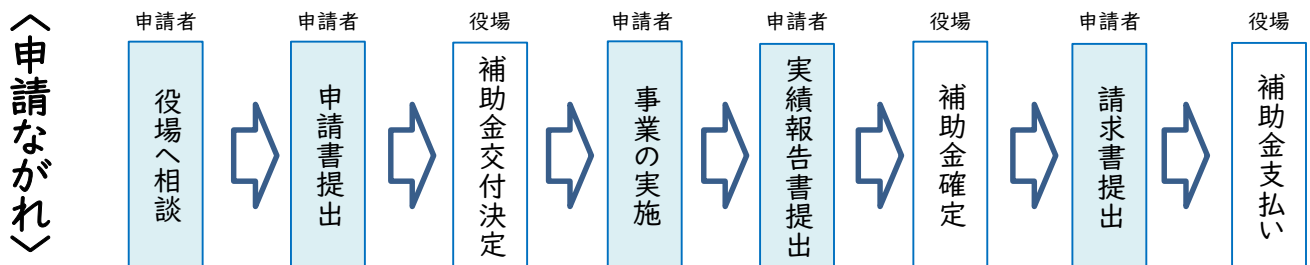 〈申請ながれ〉
申請者
役場へ相談
申請者
申請書提出
役場
補助金交付決定
申請者
事業の実施
申請者
実績報告書提出
役場
補助金確定
申請者
請求書提出
役場
補助金支払い